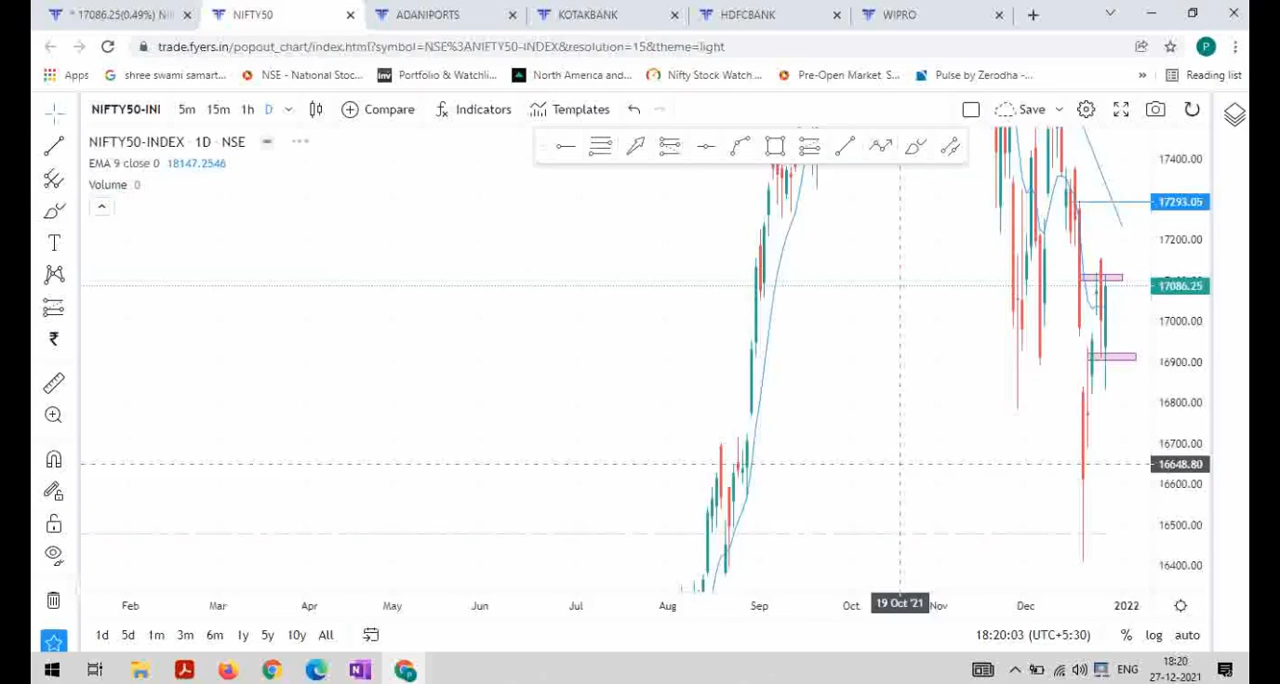 * 17086.25(0.49%) NI
NIFTY50
ADANIPORTS
KOTAKBANK
HDFCBANK
WIPRO
trade.fyers.in/popout_chart/index.html?symbol=NSE%3ANIFTY50-INDEX&resolution=15&theme=light
P
Apps
shree swami samart...
NSE - National Stoc...
inv
Portfolio & Watchli...
North America and...
Nifty Stock Watch ...
Pre-Open Market, S...
Pulse by Zerodha -...
»
Reading list
NIFTY50-INI
5m
15m
1h
D
Compare
Indicators
Templates
Save
NIFTY50-INDEX · 1D · NSE
EMA 9 close 0 18147.2546
Volume 0
17400.00
17293.05
17200.00
17086.25
17000.00
16900.00
16800.00
16700.00
16648.80
16600.00
16500.00
16400.00
T
₹
Feb
Mar
Apr
May
Jun
Jul
Aug
Sep
Oct
19 Oct '21
Nov
Dec
2022
1d
5d
1m
3m
6m
1y
5y
10y
All
18:20:03 (UTC+5:30)
%
log
auto
ENG
18:20
27-12-2021